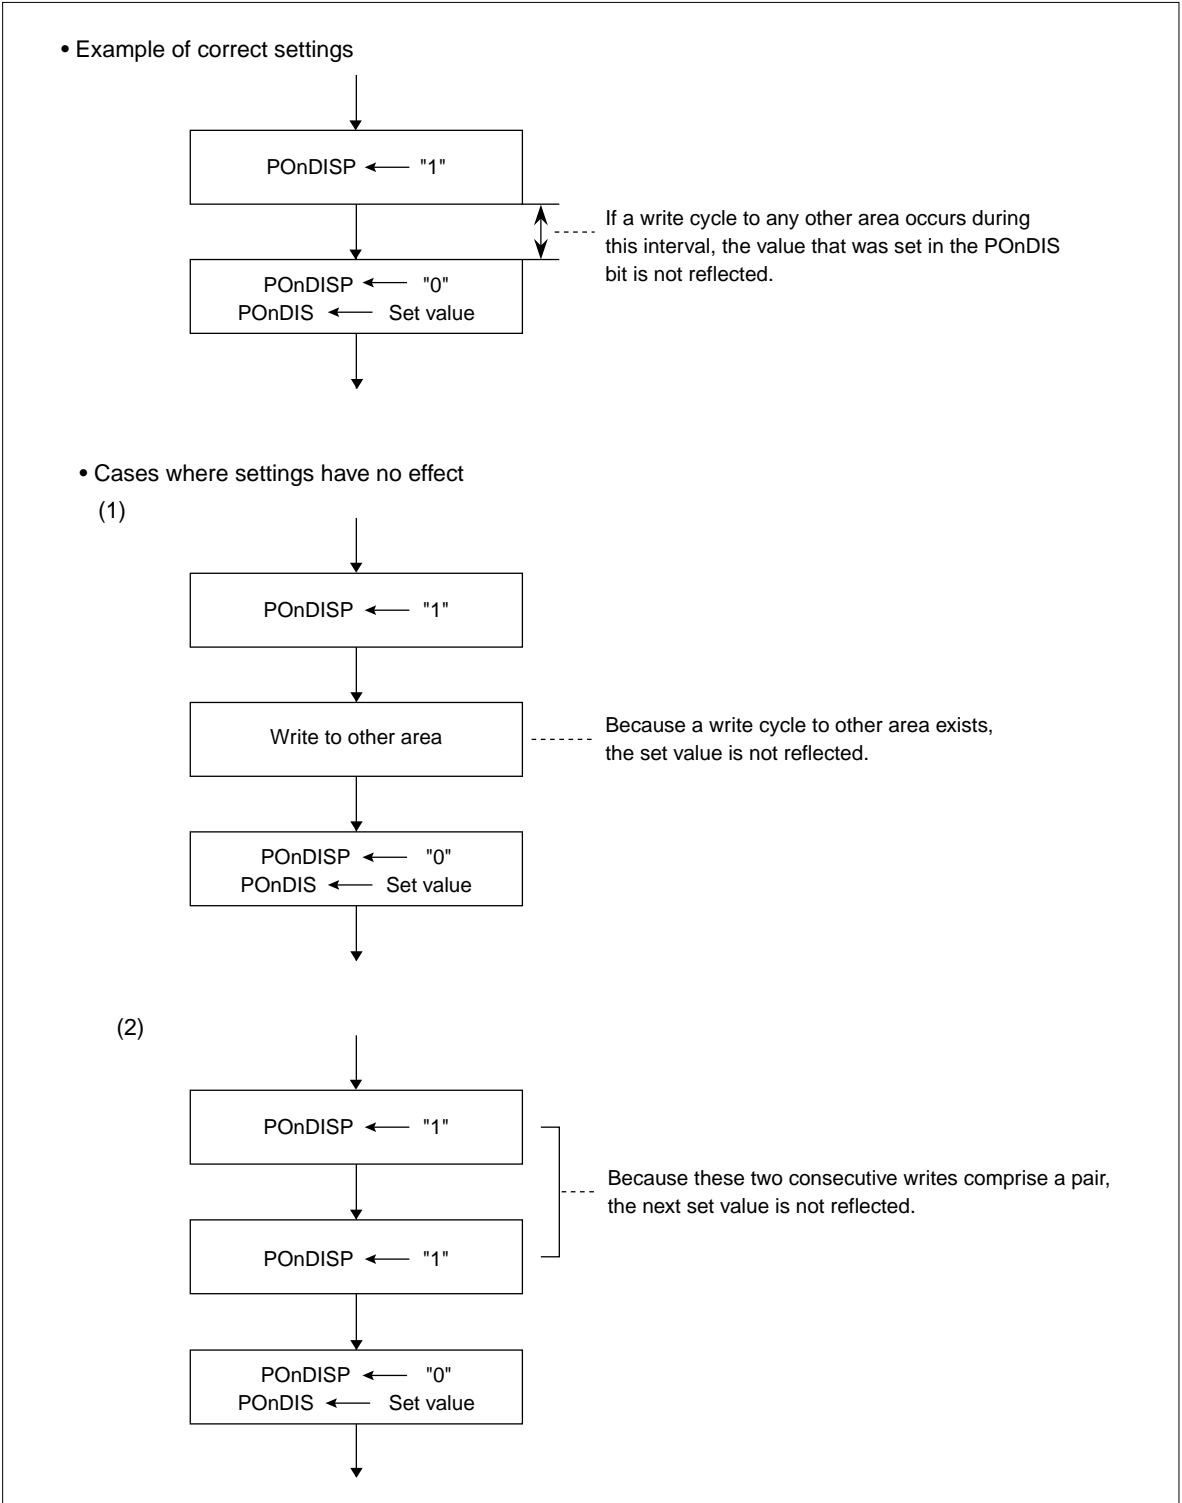 • Example of correct settings
POnDISP ← "1"
If a write cycle to any other area occurs during
this interval, the value that was set in the POnDIS
bit is not reflected.
POnDISP ← "0"
POnDIS ← Set value
• Cases where settings have no effect
(1)
POnDISP ← "1"
Write to other area
Because a write cycle to other area exists,
the set value is not reflected.
POnDISP ← "0"
POnDIS ← Set value
(2)
POnDISP ← "1"
Because these two consecutive writes comprise a pair,
the next set value is not reflected.
POnDISP ← "1"
POnDISP ← "0"
POnDIS ← Set value